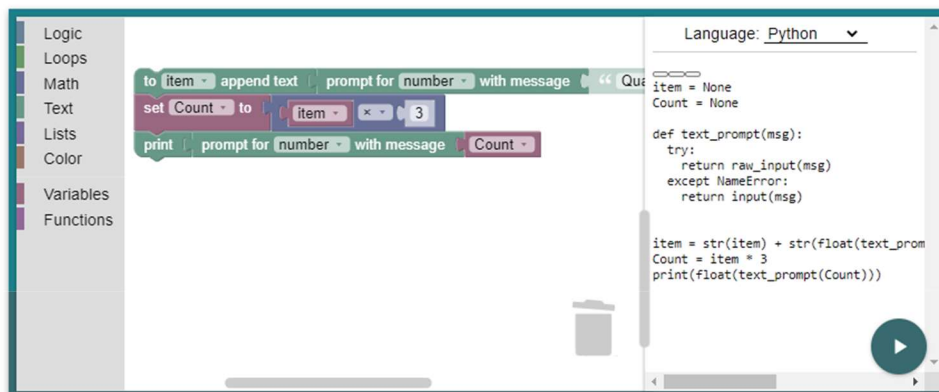 Logic
Loops
Math
Text
Lists
Color
Variables
Functions
to item append text prompt for number with message “ Qua
set Count to item × 3
print prompt for number with message Count
Language: Python
item = None
Count = None
def text_prompt(msg):
try:
return raw_input(msg)
except NameError:
return input(msg)
item = str(item) + str(float(text_prom
Count = item * 3
print(float(text_prompt(Count)))